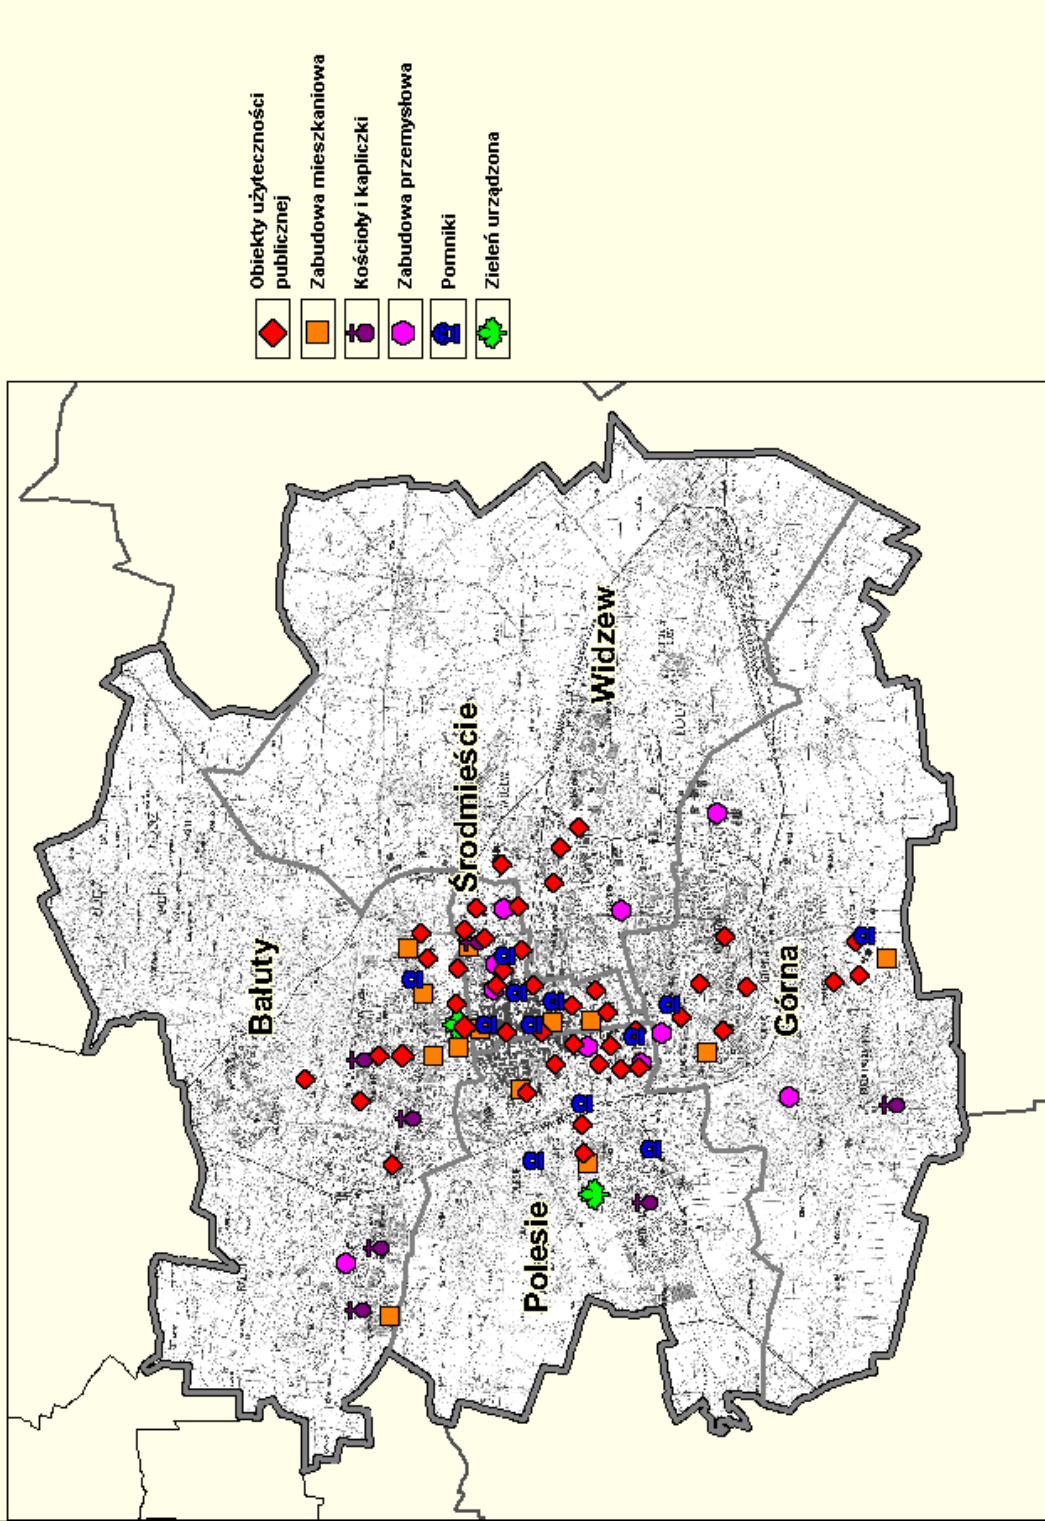 Obiekty użyteczności
publicznej
Zabudowa mieszkaniowa
Kościoły i kapliczki
Zabudowa przemysłowa
Pomniki
Zieleń urządzona
Bałuty
Śródmieście
Widzew
Polesie
Górna